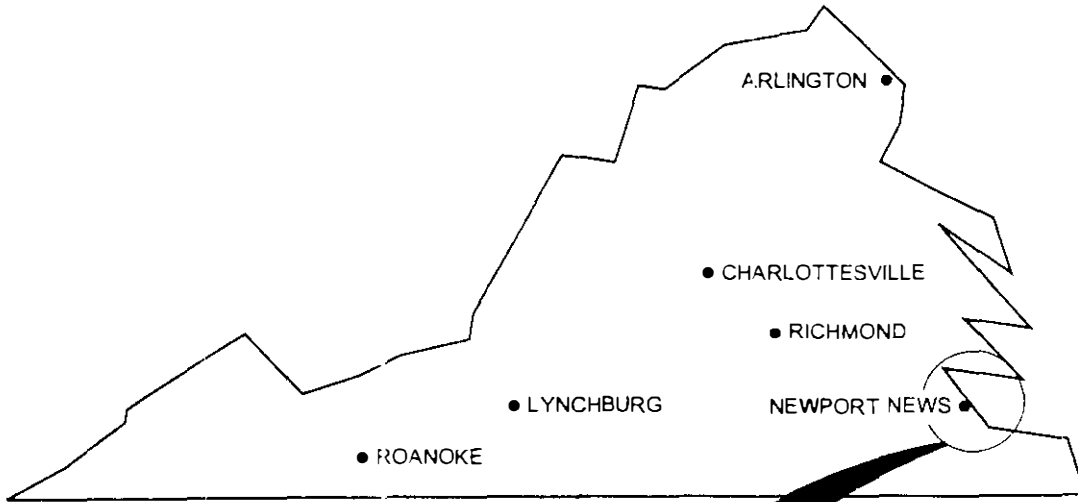 ARLINGTON
CHARLOTTESVILLE
RICHMOND
NEWPORT NEWS
LYNCHBURG
ROANOKE